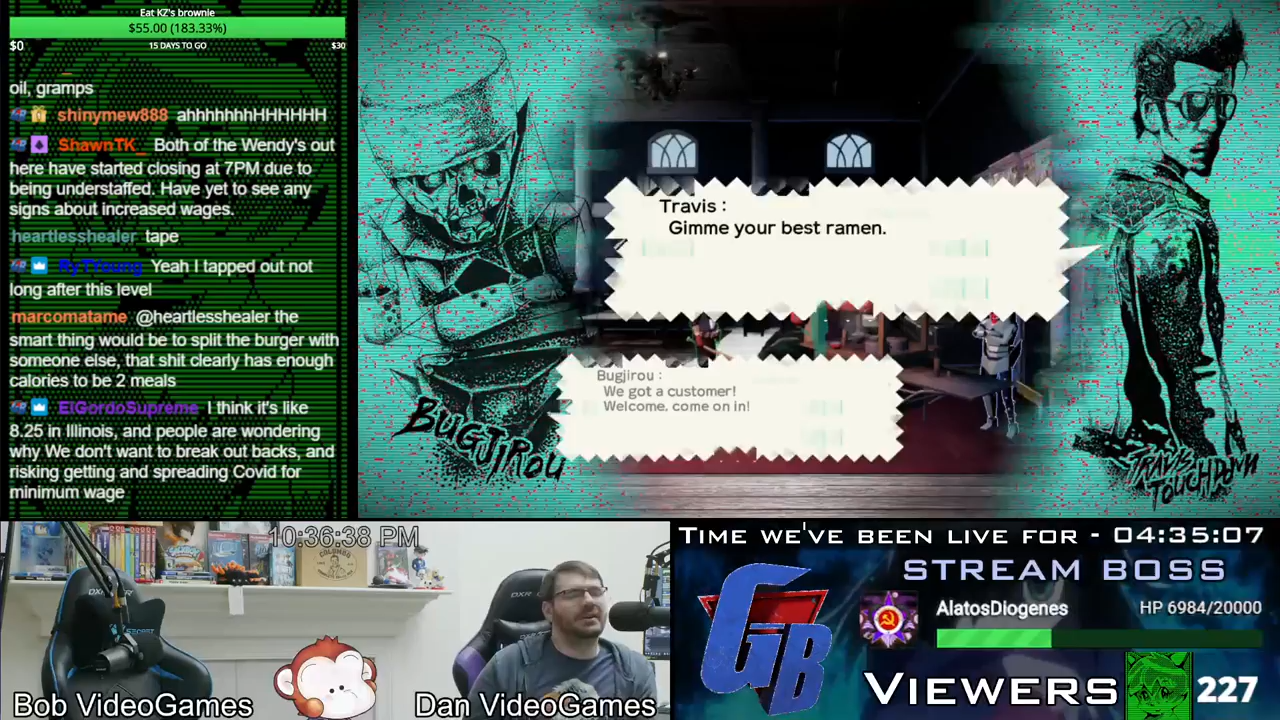 Eat KZ's brownie
$55.00 (183.33%)
$0 15 DAYS TO GO $30
oil, gramps
shinymew888 ahhhhhhhHHHHHH
ShawnTK_ Both of the Wendy's out
here have started closing at 7PM due to
being understaffed. Have yet to see any
signs about increased wages.
heartlesshealer tape
RyTYoung Yeah I tapped out not
long after this level
marcomatame @heartlesshealer the
smart thing would be to split the burger with
someone else, that shit clearly has enough
calories to be 2 meals
ElGordoSupreme I think it's like
8.25 in Illinois, and people are wondering
why We don't want to break out backs, and
risking getting and spreading Covid for
minimum wage
Travis :
Gimme your best ramen.
Bugjirou :
We got a customer!
Welcome, come on in!
BUGJIROU
TRAVIS
TOUCHDOWN
10:36:38 PM
COLUMBO
DXR
Bob VideoGames
Dan VideoGames
TIME WE'VE BEEN LIVE FOR - 04:35:07
STREAM BOSS
AlatosDiogenes HP 6984/20000
GB
VIEWERS 227